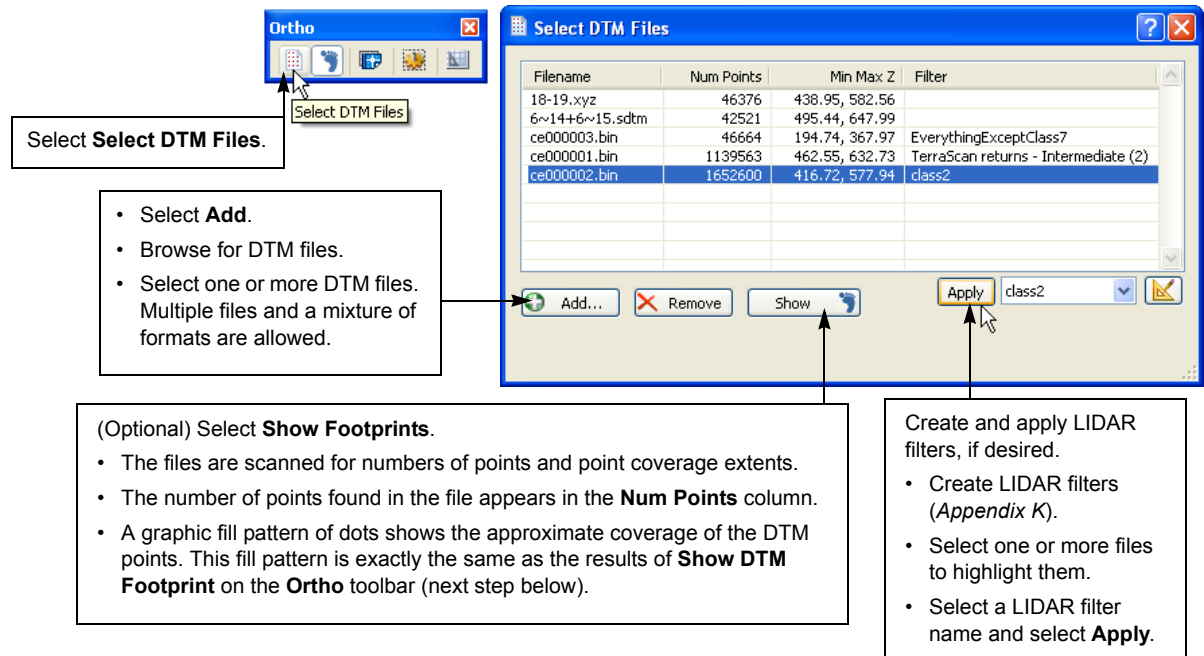 Ortho
Select DTM Files
Select Select DTM Files.
Select DTM Files
Filename Num Points Min Max Z Filter
18-19.xyz 46376 438.95, 582.56
6~14+6~15.sdtm 42521 495.44, 647.99
ce000003.bin 46664 194.74, 367.97 EverythingExceptClass7
ce000001.bin 1139563 462.55, 632.73 TerraScan returns - Intermediate (2)
ce000002.bin 1652600 416.72, 577.94 class2
Add... Remove Show Apply class2
• Select Add.
• Browse for DTM files.
• Select one or more DTM files.
Multiple files and a mixture of
formats are allowed.
(Optional) Select Show Footprints.
• The files are scanned for numbers of points and point coverage extents.
• The number of points found in the file appears in the Num Points column.
• A graphic fill pattern of dots shows the approximate coverage of the DTM
points. This fill pattern is exactly the same as the results of Show DTM
Footprint on the Ortho toolbar (next step below).
Create and apply LIDAR
filters, if desired.
• Create LIDAR filters
(Appendix K).
• Select one or more files
to highlight them.
• Select a LIDAR filter
name and select Apply.